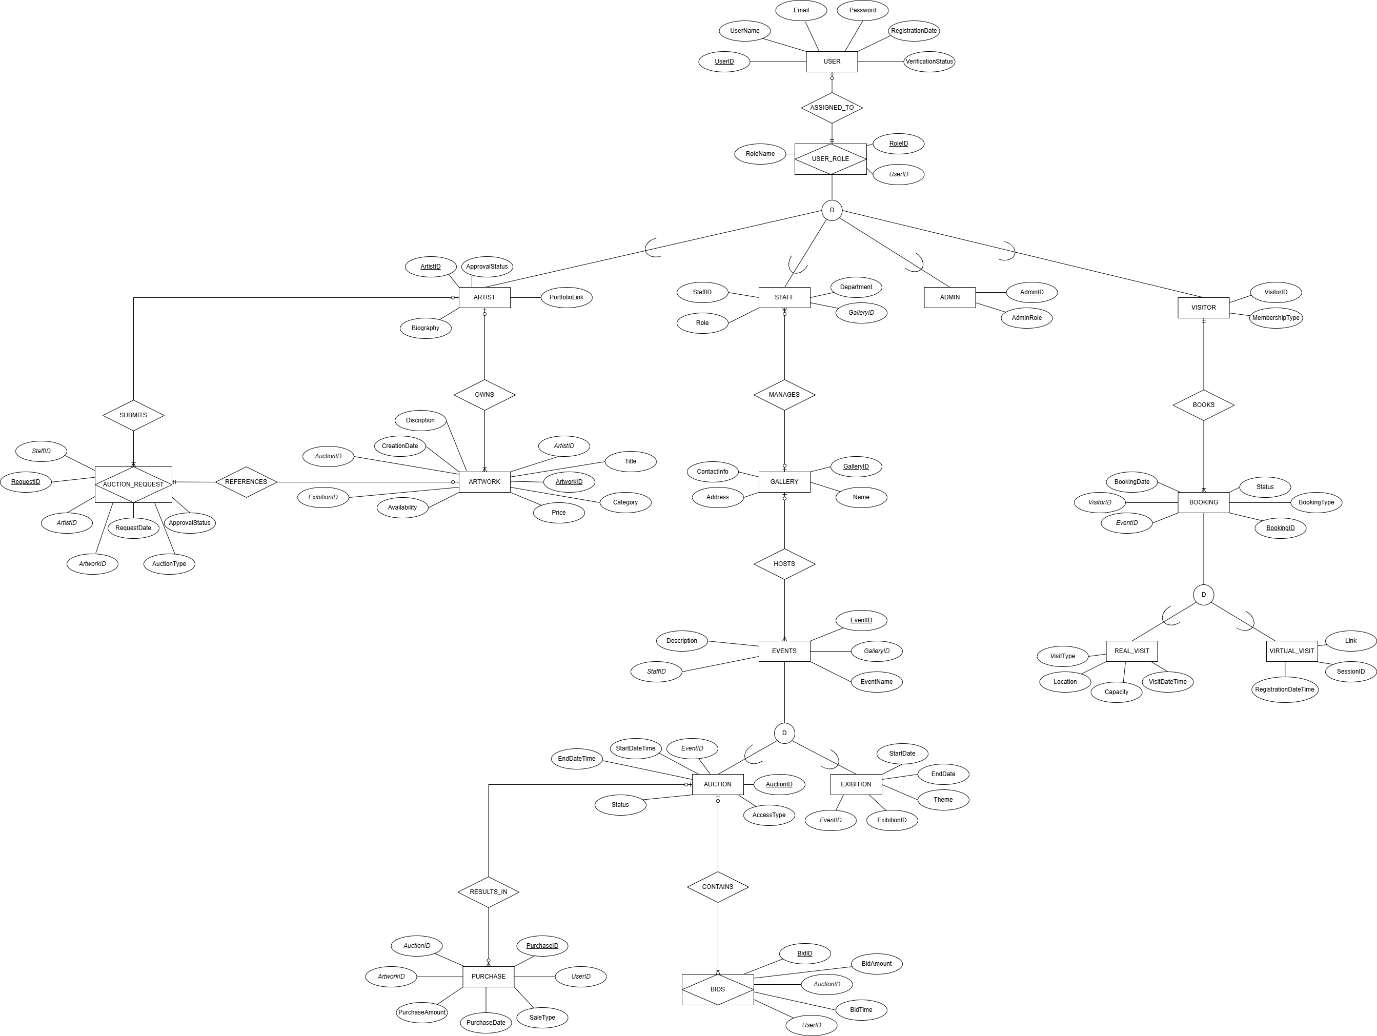 Email
Password
UserName
RegistrationDate
UserID
USER
VerificationStatus
ASSIGNED_TO
RoleName
USER_ROLE
RoleID
UserID
D
ArtistID
ApprovalStatus
ARTIST
PortfolioLink
Biography
StaffID
STAFF
Department
Role
GalleryID
ADMIN
AdminID
AdminRole
VISITOR
VisitorID
MembershipType
SUBMITS
OWNS
MANAGES
BOOKS
StaffID
RequestID
AUCTION_REQUEST
ArtistID
RequestDate
ApprovalStatus
ArtworkID
AuctionType
REFERENCES
Discription
CreationDate
AuctionID
ExibitionID
Availability
ARTWORK
ArtistID
Title
ArtworkID
Category
Price
ContactInfo
Address
GALLERY
GalleryID
Name
BookingDate
VisitorID
EventID
BOOKING
Status
BookingType
BookingID
HOSTS
D
Description
StaffID
EVENTS
EventID
GalleryID
EventName
VisitType
REAL_VISIT
Location
Capacity
VisitDateTime
VIRTUAL_VISIT
Link
SessionID
RegistrationDateTime
D
StartDateTime
EventID
EndDateTime
AUCTION
AuctionID
Status
AccessType
StartDate
EXIBITION
EndDate
Theme
EventID
ExibitionID
RESULTS_IN
CONTAINS
AuctionID
PurchaseID
ArtworkID
PURCHASE
UserID
PurchaseAmount
PurchaseDate
SaleType
BidID
BidAmount
BIDS
AuctionID
BidTime
UserID